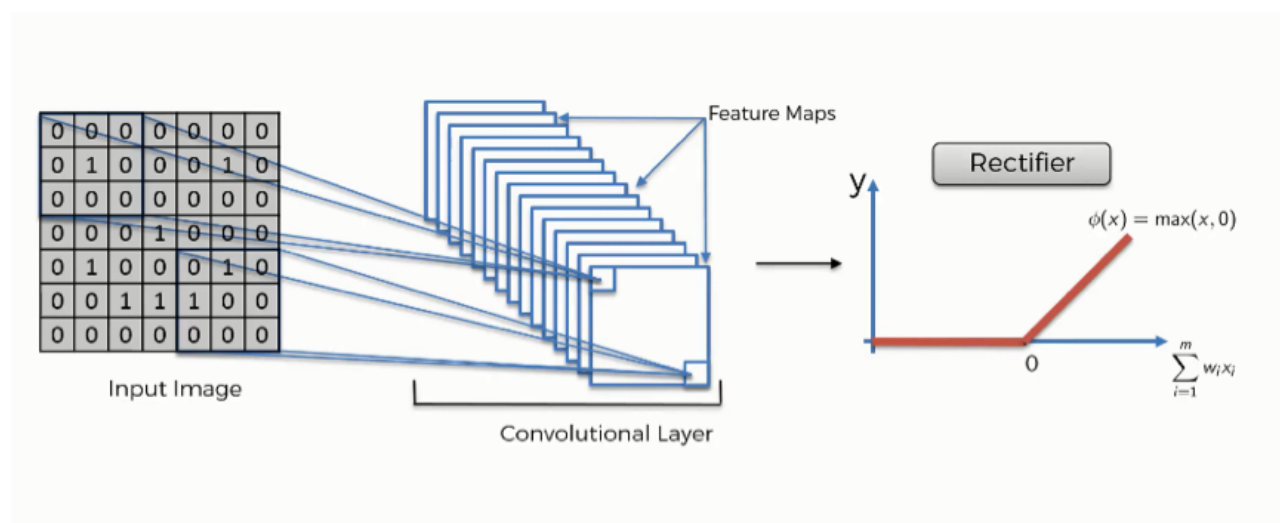 0 0 0 0 0 0 0
0 1 0 0 0 1 0
0 0 0 0 0 0 0
0 0 0 1 0 0 0
0 1 0 0 0 1 0
0 0 1 1 1 0 0
0 0 0 0 0 0 0
Input Image
Feature Maps
Convolutional Layer
Rectifier
y
ϕ(x) = max(x, 0)
0
m
∑ wᵢxᵢ
i=1